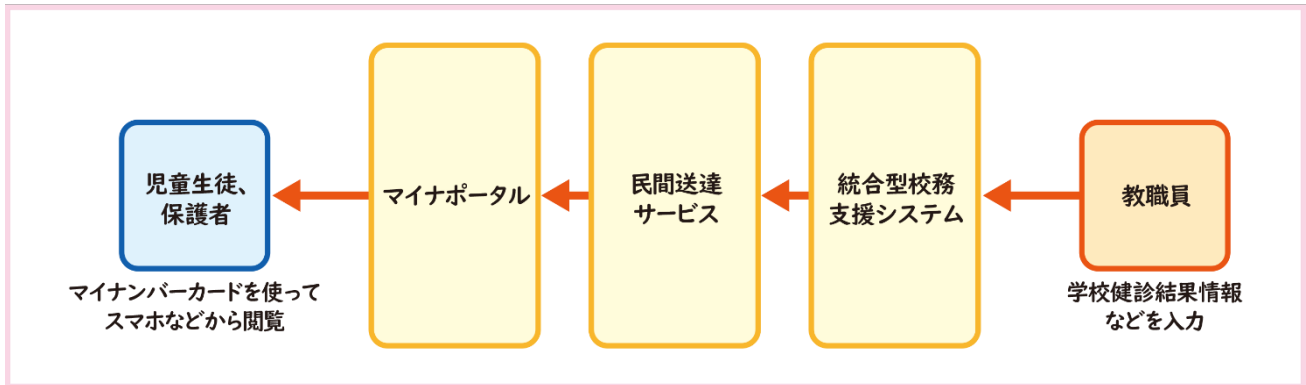 児童生徒、
保護者
マイナンバーカードを使って
スマホなどから閲覧
マイナポータル
民間送達
サービス
統合型校務
支援システム
教職員
学校健診結果情報
などを入力